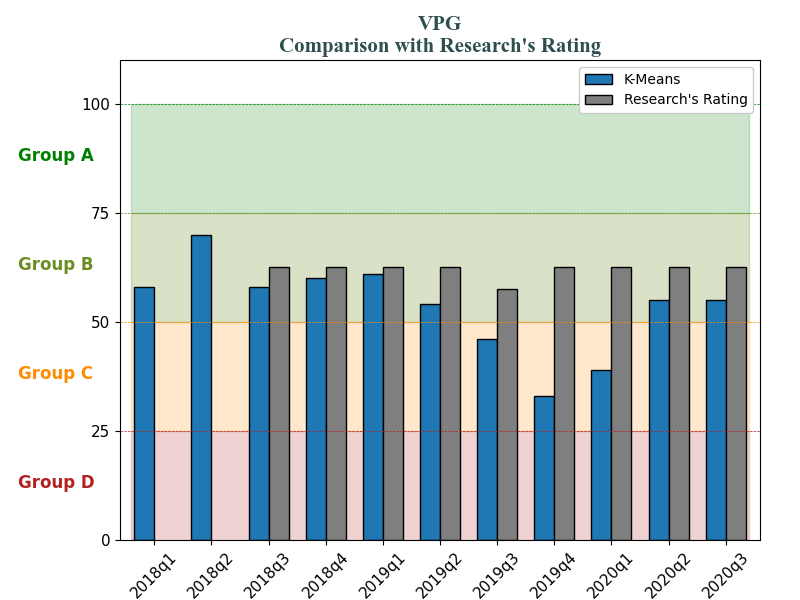 VPG
Comparison with Research's Rating
K-Means
Research's Rating
100
Group A
75
Group B
50
Group C
25
Group D
0
2018q1 2018q2 2018q3 2018q4 2019q1 2019q2 2019q3 2019q4 2020q1 2020q2 2020q3